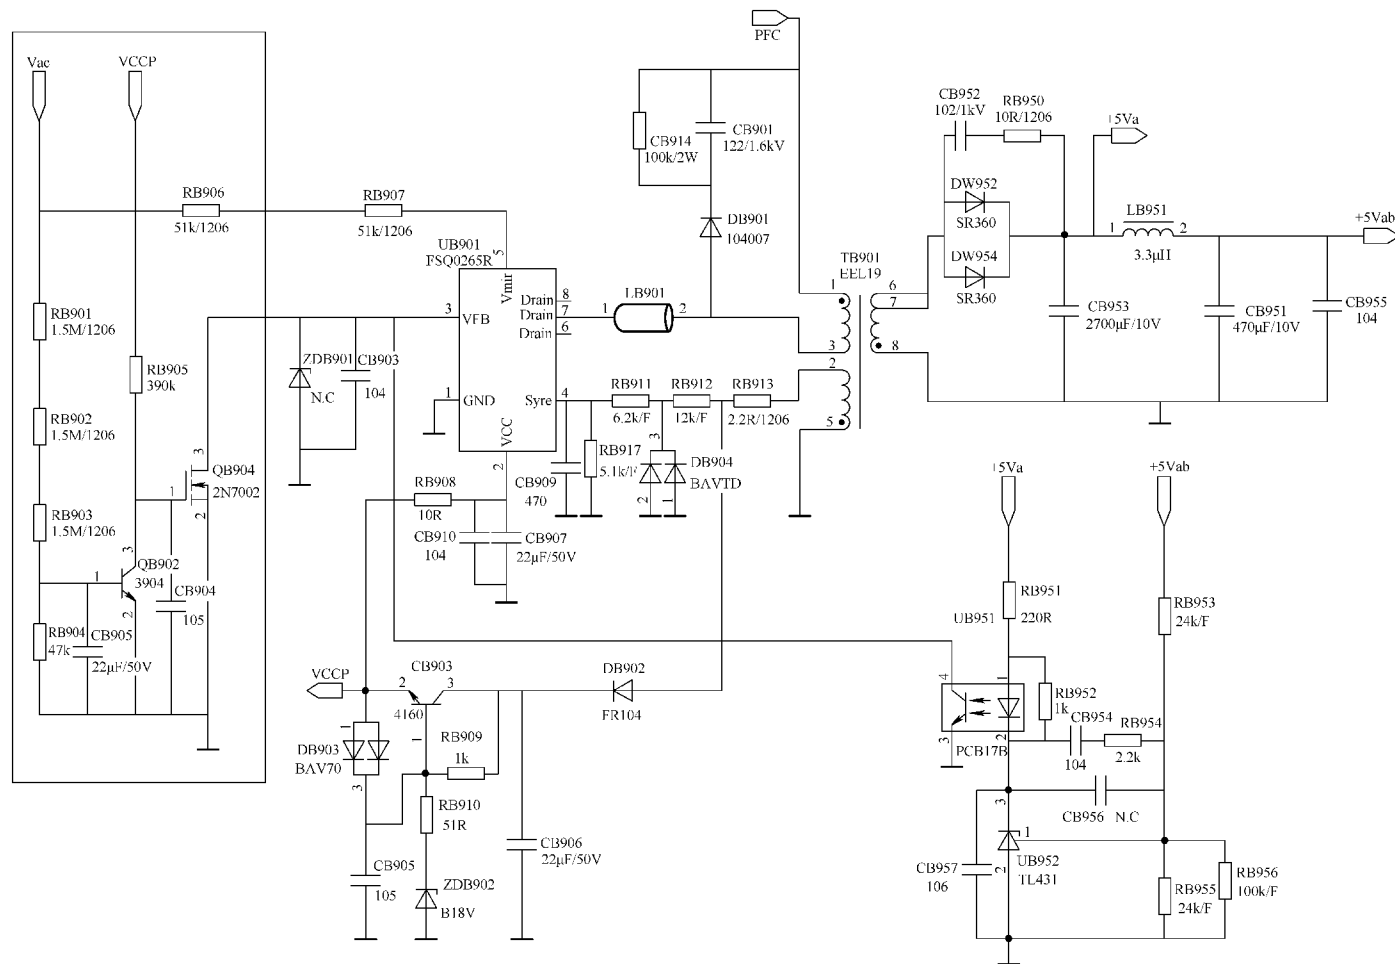 PFC
Vac
VCCP
CB914
100k/2W
CB901
122/1.6kV
CB952
102/1kV
RB950
10R/1206
+5Va
RB906
51k/1206
RB907
51k/1206
DB901
104007
DW952
SR360
LB951
1
2
3.3μH
+5Vab
UB901
FSQ0265R
5
Vmir
Drain
8
Drain
7
Drain
6
3
VFB
1
GND
Syre
4
VCC
2
LB901
1
2
TB901
EEL19
1
3
2
5
6
7
8
DW954
SR360
CB953
2700μF/10V
CB951
470μF/10V
CB955
104
RB901
1.5M/1206
RB905
390k
RB902
1.5M/1206
RB903
1.5M/1206
ZDB901
N.C
CB903
104
RB911
6.2k/F
RB912
12k/F
RB913
2.2R/1206
RB917
5.1k/F
3
DB904
BAVTD
2
1
CB909
470
3
QB904
2N7002
1
2
RB908
10R
CB910
104
CB907
22μF/50V
3
QB902
3904
1
2
CB904
105
RB904
47k
CB905
22μF/50V
+5Va
+5Vab
RB951
220R
UB951
RB953
24k/F
VCCP
CB903
2
3
4160
1
DB902
FR104
4
3
1
2
PCB17B
RB952
1k
CB954
104
RB954
2.2k
1
DB903
BAV70
3
RB909
1k
RB910
51R
CB906
22μF/50V
CB905
105
ZDB902
B18V
CB956
N.C
3
1
2
UB952
TL431
CB957
106
RB955
24k/F
RB956
100k/F